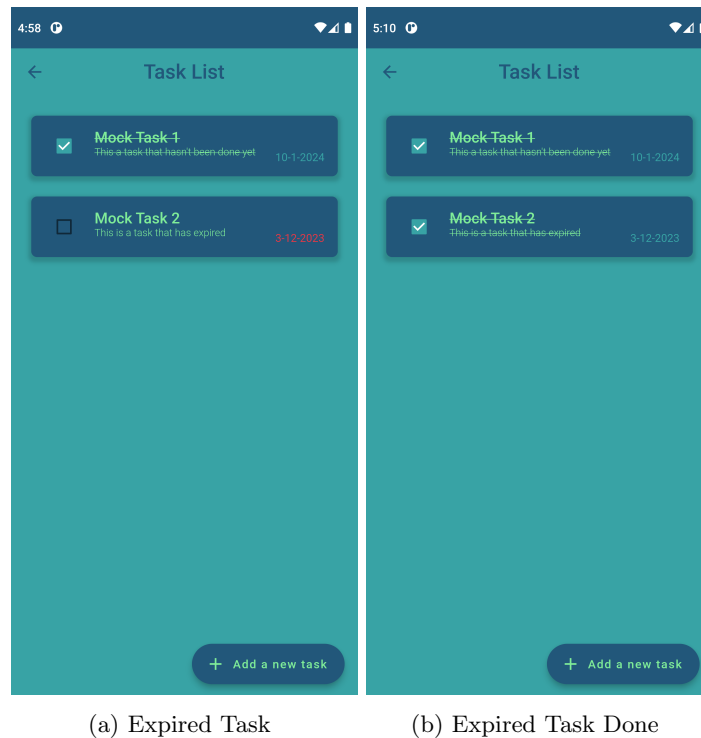 4:58
Task List
Mock Task 1
This a task that hasn't been done yet
10-1-2024
Mock Task 2
This is a task that has expired
3-12-2023
+ Add a new task
(a) Expired Task
5:10
Task List
Mock Task 1
This a task that hasn't been done yet
10-1-2024
Mock Task 2
This is a task that has expired
3-12-2023
+ Add a new task
(b) Expired Task Done